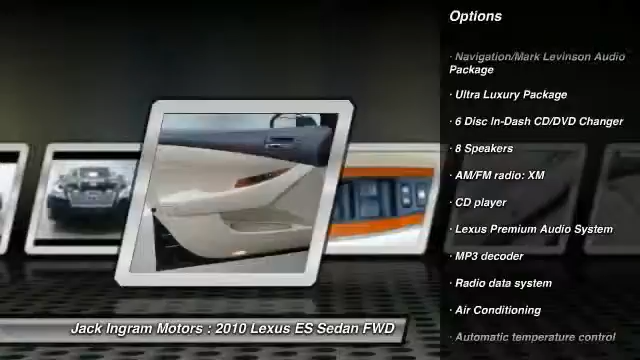 Options
· Navigation/Mark Levinson Audio
Package
· Ultra Luxury Package
· 6 Disc In-Dash CD/DVD Changer
· 8 Speakers
· AM/FM radio: XM
· CD player
· Lexus Premium Audio System
· MP3 decoder
· Radio data system
· Air Conditioning
· Automatic temperature control
Jack Ingram Motors : 2010 Lexus ES Sedan FWD